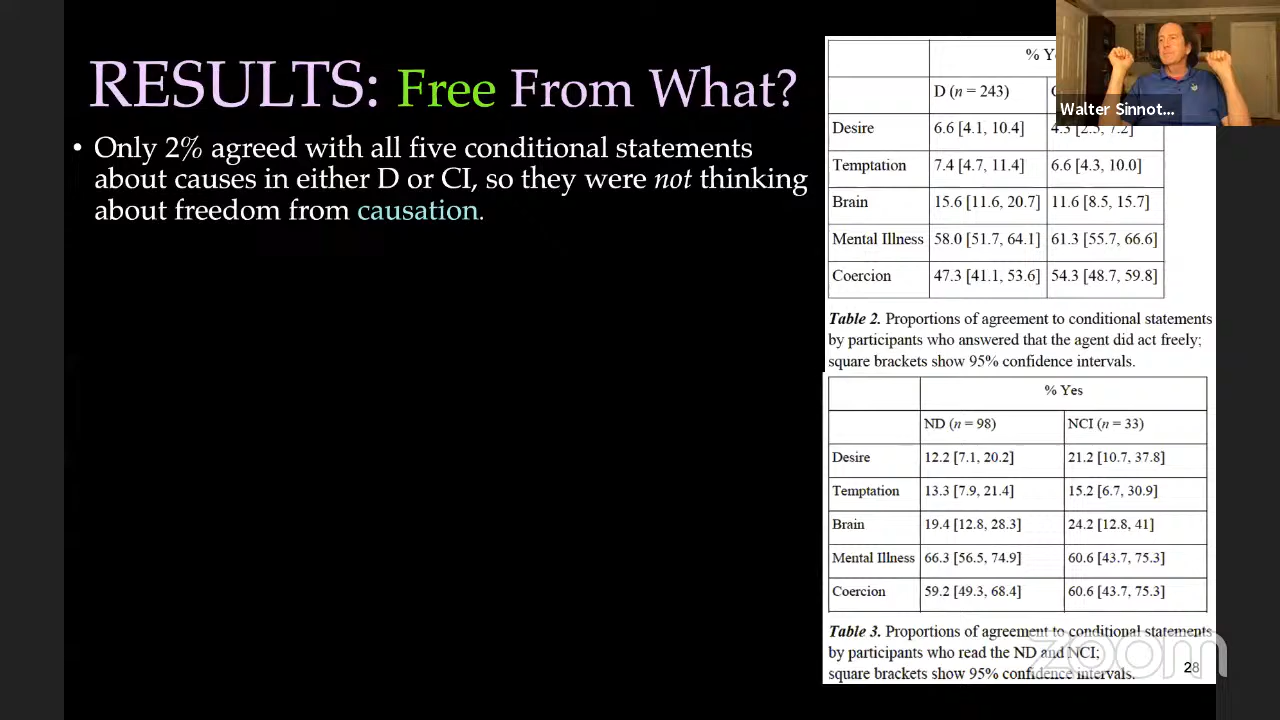 RESULTS: Free From What?
• Only 2% agreed with all five conditional statements
about causes in either D or CI, so they were not thinking
about freedom from causation.
Walter Sinnot...
%
D (n = 243)
Desire 6.6 [4.1, 10.4] 4.3 [2.5, 7.2]
Temptation 7.4 [4.7, 11.4] 6.6 [4.3, 10.0]
Brain 15.6 [11.6, 20.7] 11.6 [8.5, 15.7]
Mental Illness 58.0 [51.7, 64.1] 61.3 [55.7, 66.6]
Coercion 47.3 [41.1, 53.6] 54.3 [48.7, 59.8]
Table 2. Proportions of agreement to conditional statements
by participants who answered that the agent did act freely;
square brackets show 95% confidence intervals.
% Yes
ND (n = 98) NCI (n = 33)
Desire 12.2 [7.1, 20.2] 21.2 [10.7, 37.8]
Temptation 13.3 [7.9, 21.4] 15.2 [6.7, 30.9]
Brain 19.4 [12.8, 28.3] 24.2 [12.8, 41]
Mental Illness 66.3 [56.5, 74.9] 60.6 [43.7, 75.3]
Coercion 59.2 [49.3, 68.4] 60.6 [43.7, 75.3]
Table 3. Proportions of agreement to conditional statements
by participants who read the ND and NCI;
square brackets show 95% confidence intervals.
zoom
28